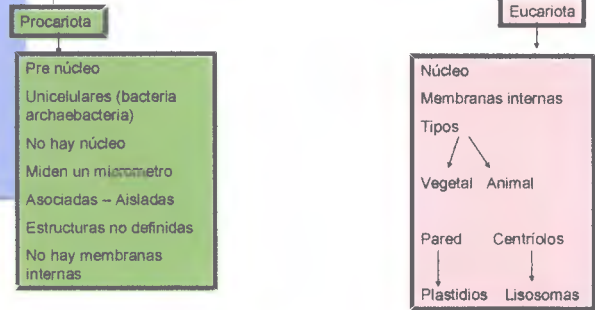 Procariota
Pre núcleo
Unicelulares (bacteria
archaebacteria)
No hay núcleo
Miden un micrometro
Asociadas – Aisladas
Estructuras no definidas
No hay membranas
internas
Eucariota
Núcleo
Membranas internas
Tipos
Vegetal Animal
Pared Centríolos
Plastidios Lisosomas